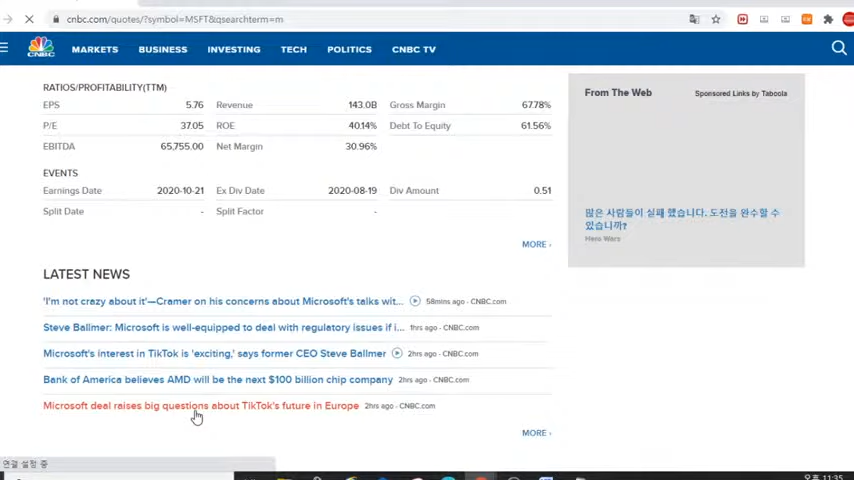 cnbc.com/quotes/?symbol=MSFT&qsearchterm=m
CNBC MARKETS BUSINESS INVESTING TECH POLITICS CNBC TV
RATIOS/PROFITABILITY(TTM)
EPS 5.76 Revenue 143.0B Gross Margin 67.78%
P/E 37.05 ROE 40.14% Debt To Equity 61.56%
EBITDA 65,755.00 Net Margin 30.96%
EVENTS
Earnings Date 2020-10-21 Ex Div Date 2020-08-19 Div Amount 0.51
Split Date - Split Factor -
MORE ›
LATEST NEWS
'I'm not crazy about it'—Cramer on his concerns about Microsoft's talks wit... 58mins ago - CNBC.com
Steve Ballmer: Microsoft is well-equipped to deal with regulatory issues if i... 1hrs ago - CNBC.com
Microsoft's interest in TikTok is 'exciting,' says former CEO Steve Ballmer 2hrs ago - CNBC.com
Bank of America believes AMD will be the next $100 billion chip company 2hrs ago - CNBC.com
Microsoft deal raises big questions about TikTok's future in Europe 2hrs ago - CNBC.com
MORE ›
From The Web Sponsored Links by Taboola
많은 사람들이 실패 했습니다. 도전을 완수할 수
있습니까?
Hero Wars
연결 설정 중
오후 11:35